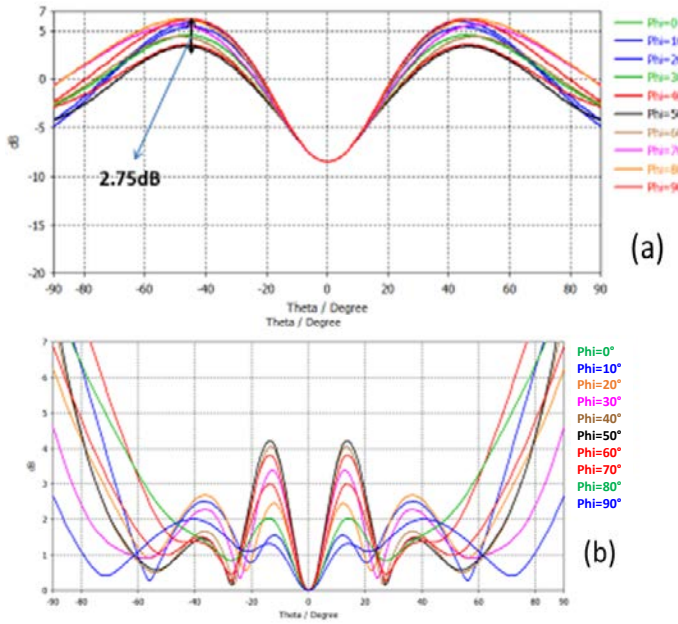 7
5
0
-5
-10
-15
-20
dB
2.75dB
-90 -80 -60 -40 -20 0 20 40 60 80 90
Theta / Degree
Theta / Degree
Phi=0
Phi=10
Phi=20
Phi=30
Phi=40
Phi=50
Phi=60
Phi=70
Phi=80
Phi=90
(a)
7
6
5
4
3
2
1
0
dB
-90 -80 -60 -40 -20 0 20 40 60 80 90
Theta / Degree
Phi=0°
Phi=10°
Phi=20°
Phi=30°
Phi=40°
Phi=50°
Phi=60°
Phi=70°
Phi=80°
Phi=90°
(b)